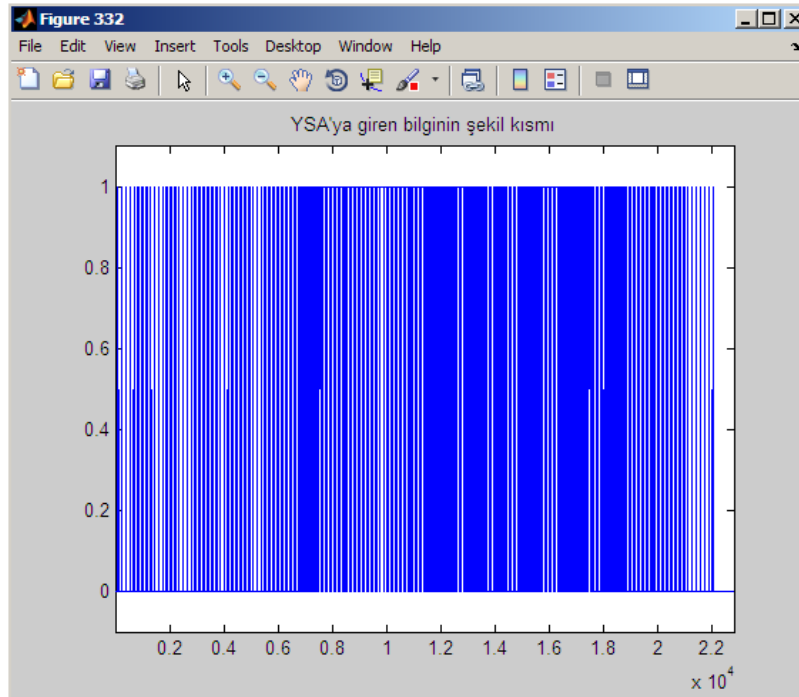 Figure 332
File Edit View Insert Tools Desktop Window Help
YSA'ya giren bilginin şekil kısmı
1
0.8
0.6
0.4
0.2
0
0.2 0.4 0.6 0.8 1 1.2 1.4 1.6 1.8 2 2.2
x 10^4